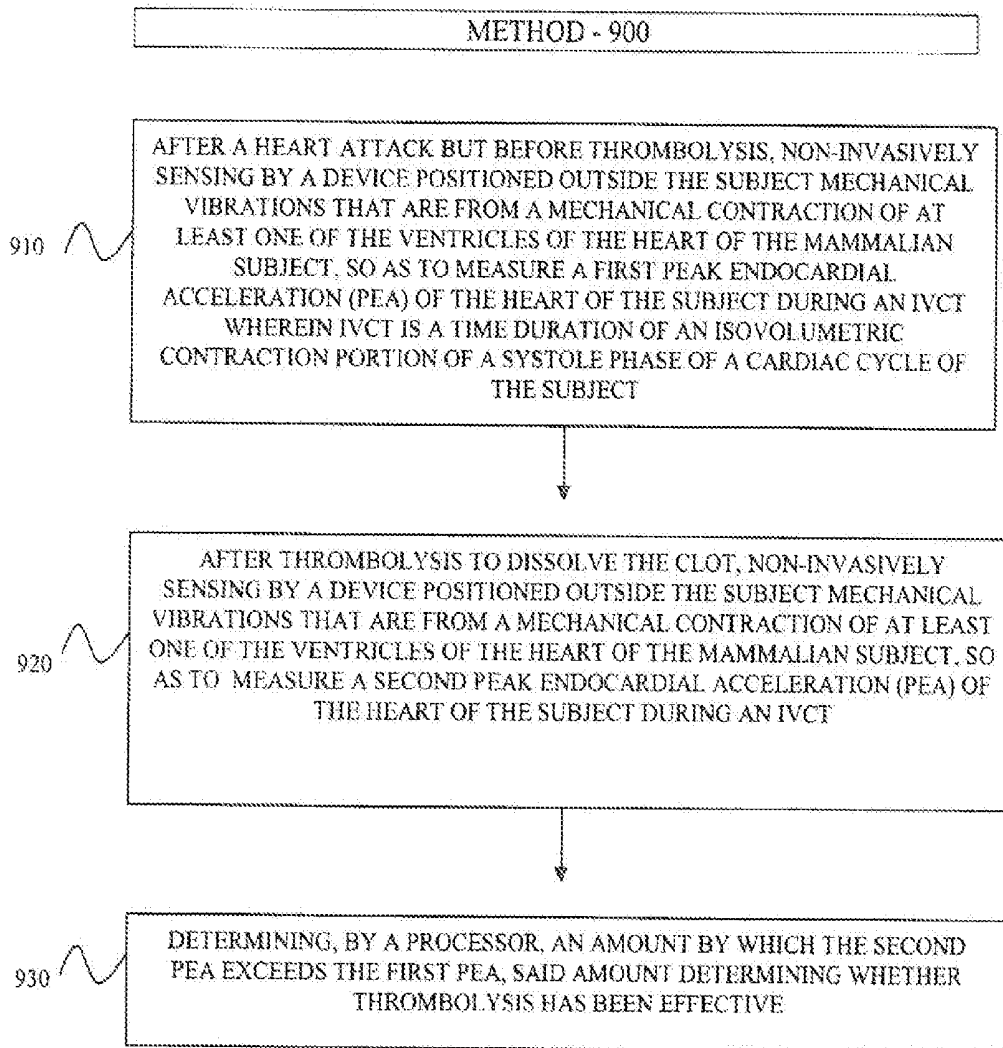 METHOD - 900
AFTER A HEART ATTACK BUT BEFORE THROMBOLYSIS, NON-INVASIVELY
SENSING BY A DEVICE POSITIONED OUTSIDE THE SUBJECT MECHANICAL
VIBRATIONS THAT ARE FROM A MECHANICAL CONTRACTION OF AT
LEAST ONE OF THE VENTRICLES OF THE HEART OF THE MAMMALIAN
SUBJECT, SO AS TO MEASURE A FIRST PEAK ENDOCARDIAL
ACCELERATION (PEA) OF THE HEART OF THE SUBJECT DURING AN IVCT
WHEREIN IVCT IS A TIME DURATION OF AN ISOVOLUMETRIC
CONTRACTION PORTION OF A SYSTOLE PHASE OF A CARDIAC CYCLE OF
THE SUBJECT
910
AFTER THROMBOLYSIS TO DISSOLVE THE CLOT, NON-INVASIVELY
SENSING BY A DEVICE POSITIONED OUTSIDE THE SUBJECT MECHANICAL
VIBRATIONS THAT ARE FROM A MECHANICAL CONTRACTION OF AT LEAST
ONE OF THE VENTRICLES OF THE HEART OF THE MAMMALIAN SUBJECT, SO
AS TO MEASURE A SECOND PEAK ENDOCARDIAL ACCELERATION (PEA) OF
THE HEART OF THE SUBJECT DURING AN IVCT
920
DETERMINING, BY A PROCESSOR, AN AMOUNT BY WHICH THE SECOND
PEA EXCEEDS THE FIRST PEA, SAID AMOUNT DETERMINING WHETHER
THROMBOLYSIS HAS BEEN EFFECTIVE
930